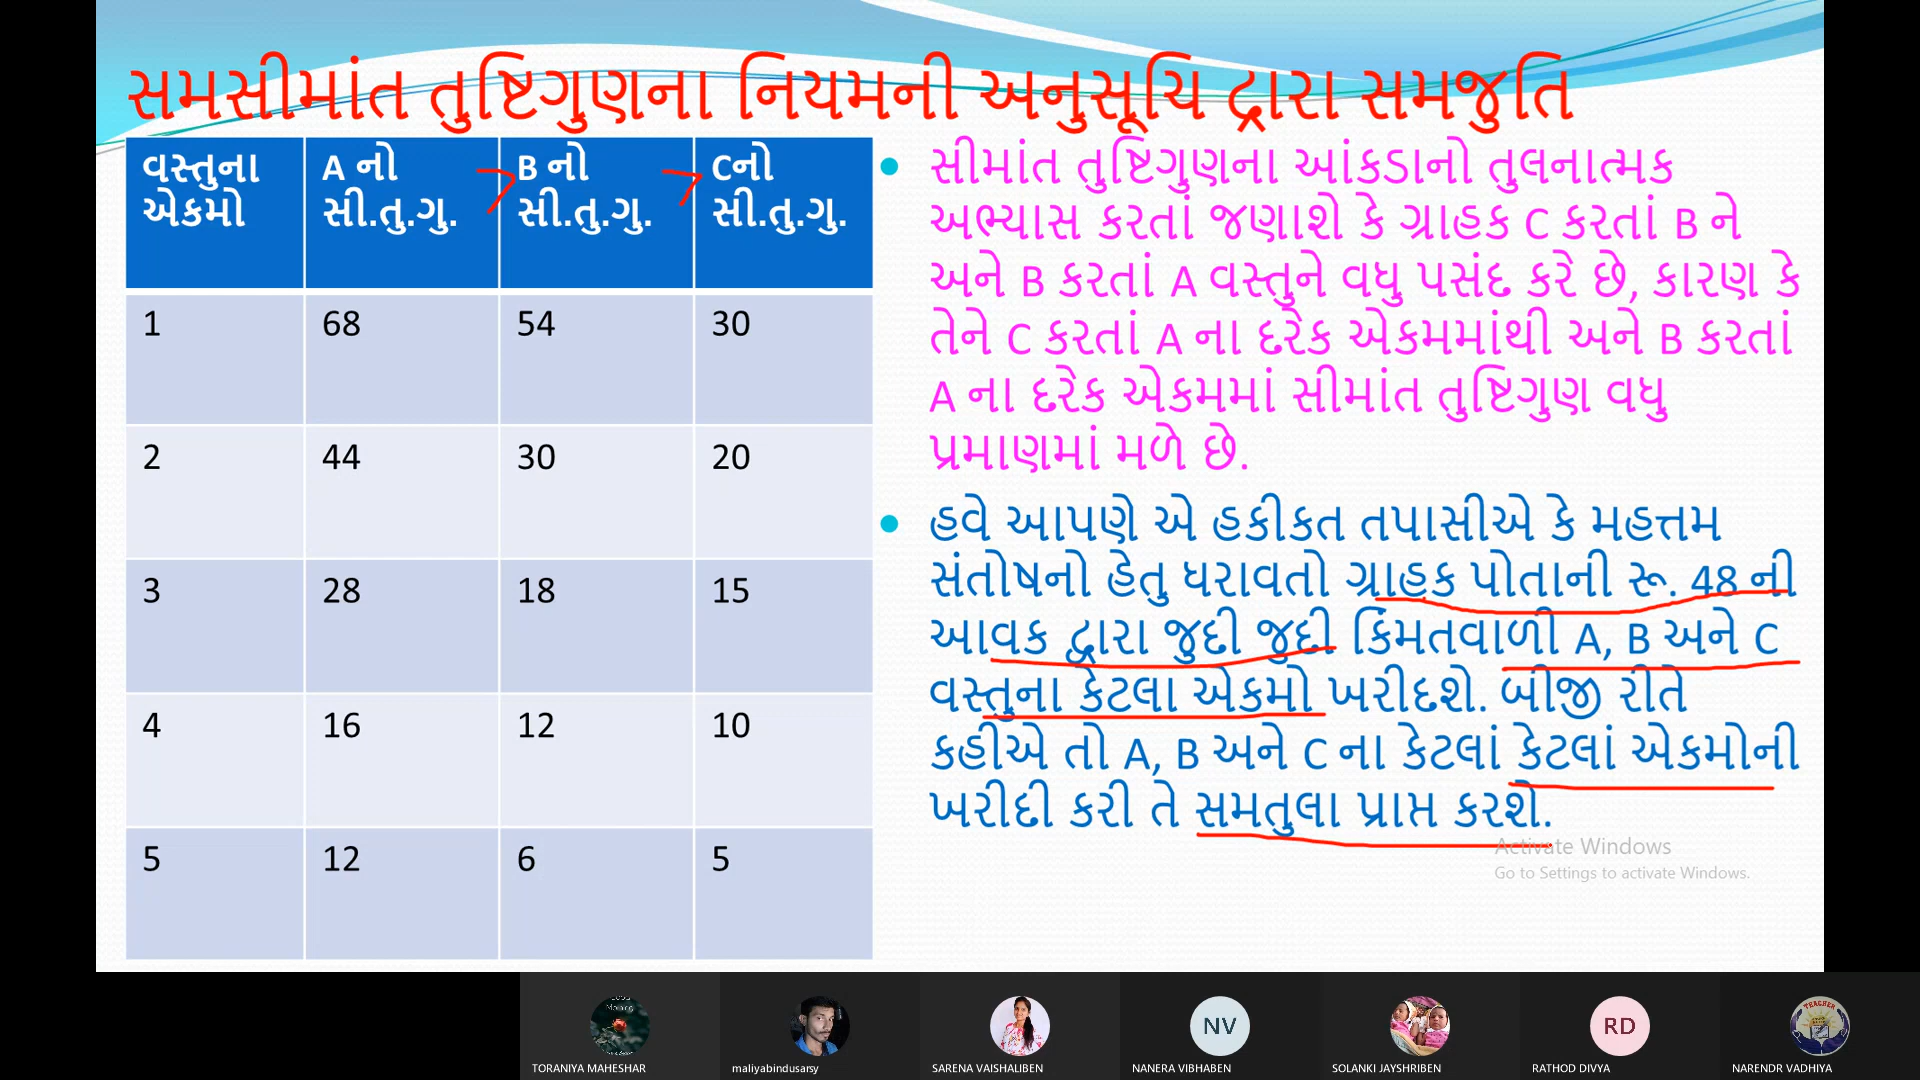 સમસીમાંત તુષ્ટિગુણના નિયમની અનુસૂચિ દ્રારા સમજુતિ
વસ્તુના એકમો	A નો સી.તુ.ગુ.	B નો સી.તુ.ગુ.	Cનો સી.તુ.ગુ.
1	68	54	30
2	44	30	20
3	28	18	15
4	16	12	10
5	12	6	5
સીમાંત તુષ્ટિગુણના આંકડાનો તુલનાત્મક
અભ્યાસ કરતાં જણાશે કે ગ્રાહક C કરતાં B ને
અને B કરતાં A વસ્તુને વધુ પસંદ કરે છે, કારણ કે
તેને C કરતાં A ના દરેક એકમમાંથી અને B કરતાં
A ના દરેક એકમમાં સીમાંત તુષ્ટિગુણ વધુ
પ્રમાણમાં મળે છે.
હવે આપણે એ હકીકત તપાસીએ કે મહત્તમ
સંતોષનો હેતુ ધરાવતો ગ્રાહક પોતાની રૂ. 48 ની
આવક દ્વારા જુદી જુદી કિંમતવાળી A, B અને C
વસ્તુના કેટલા એકમો ખરીદશે. બીજી રીતે
કહીએ તો A, B અને C ના કેટલાં કેટલાં એકમોની
ખરીદી કરી તે સમતુલા પ્રાપ્ત કરશે.
Activate Windows
Go to Settings to activate Windows.
Good
Morning
NV
RD
TEACHER
TORANIYA MAHESHAR
maliyabindusarsy
SARENA VAISHALIBEN
NANERA VIBHABEN
SOLANKI JAYSHRIBEN
RATHOD DIVYA
NARENDR VADHIYA